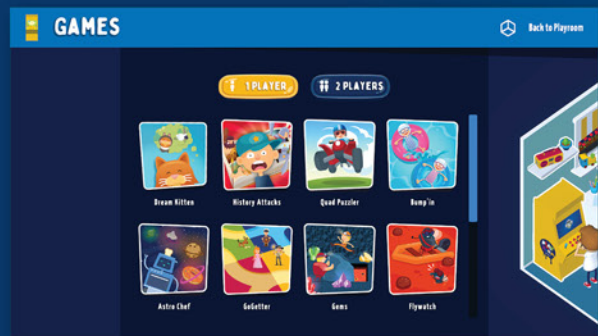 GAMES
Back to Playroom
1 PLAYER
2 PLAYERS
Dream Kitten
History Attacks
Quad Puzzler
Bump'in
Astro Chef
GoGetter
Gems
Flywatch